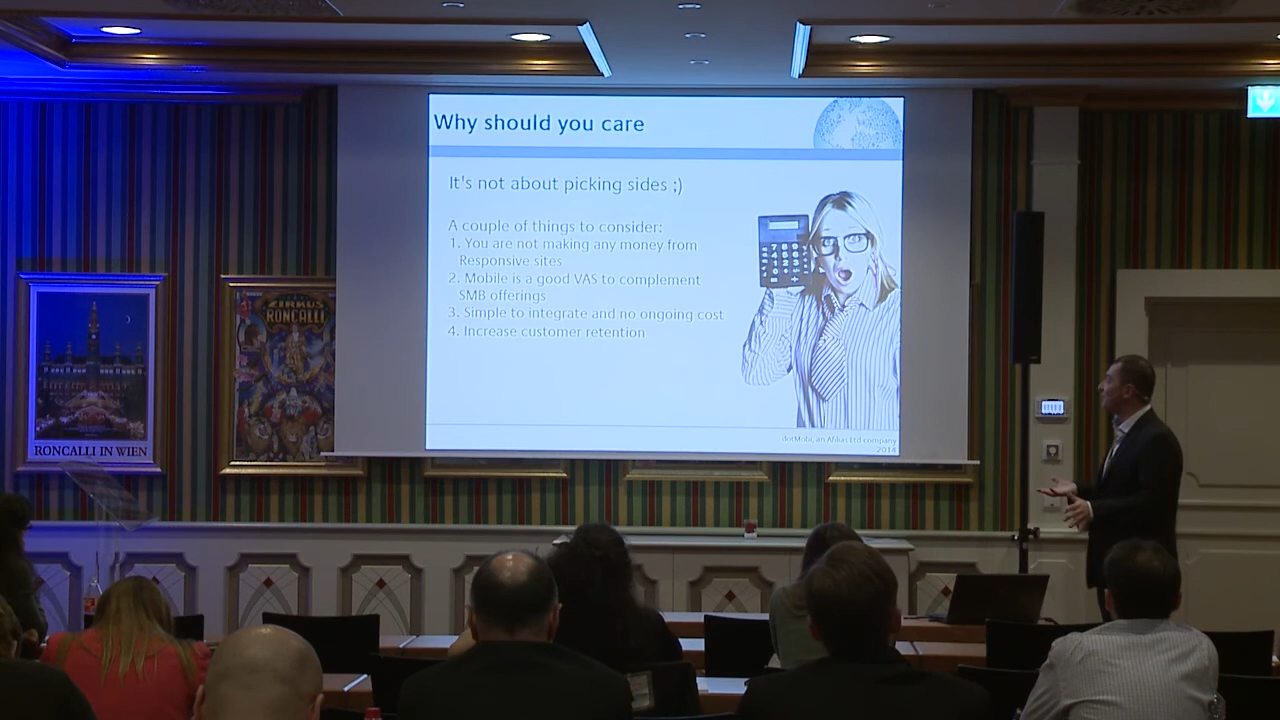 Why should you care
It's not about picking sides ;)
A couple of things to consider:
1. You are not making any money from
Responsive sites
2. Mobile is a good VAS to complement
SMB offerings
3. Simple to integrate and no ongoing cost
4. Increase customer retention
dotMobi, an Afilias Ltd company
2014
ZIRKUS
RONCALLI
RONCALLI IN WIEN